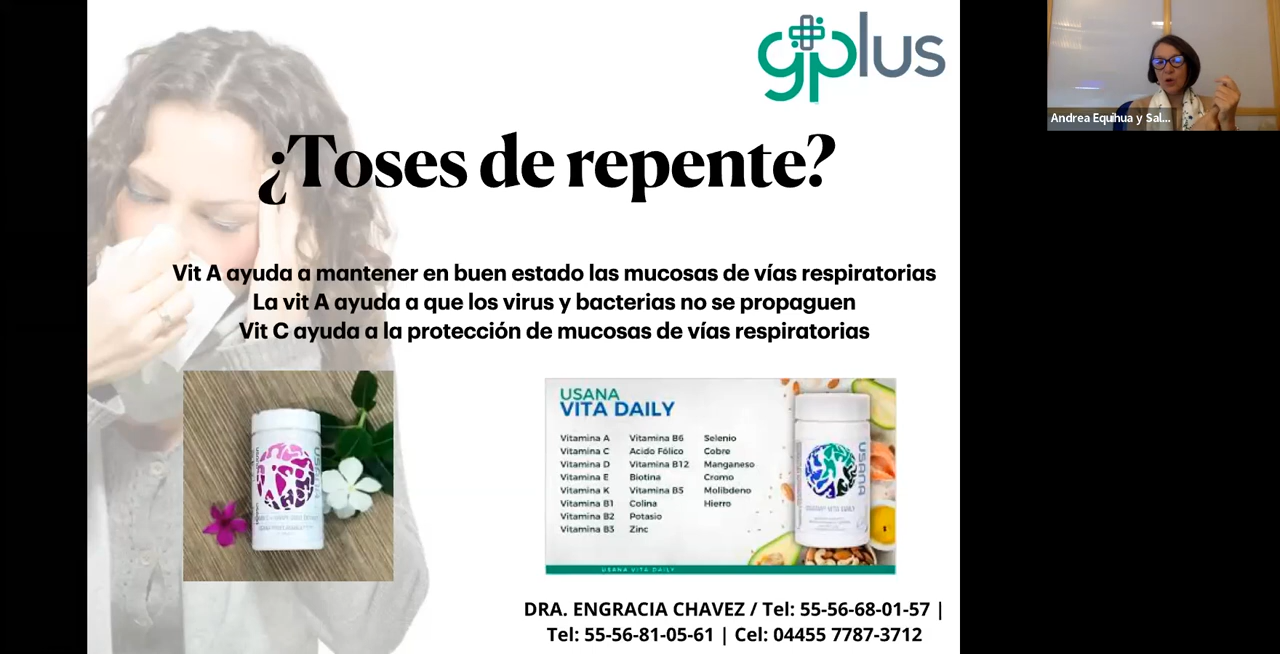 gplus
Andrea Equihua y Sal...
¿Toses de repente?
Vit A ayuda a mantener en buen estado las mucosas de vías respiratorias
La vit A ayuda a que los virus y bacterias no se propaguen
Vit C ayuda a la protección de mucosas de vías respiratorias
USANA
USANA
VITA DAILY
Vitamina A
Vitamina C
Vitamina D
Vitamina E
Vitamina K
Vitamina B1
Vitamina B2
Vitamina B3
Vitamina B6
Acido Fólico
Vitamina B12
Biotina
Vitamina B5
Colina
Potasio
Zinc
Selenio
Cobre
Manganeso
Cromo
Molibdeno
Hierro
USANA
USANA VITA DAILY
DRA. ENGRACIA CHAVEZ / Tel: 55-56-68-01-57 |
Tel: 55-56-81-05-61 | Cel: 04455 7787-3712